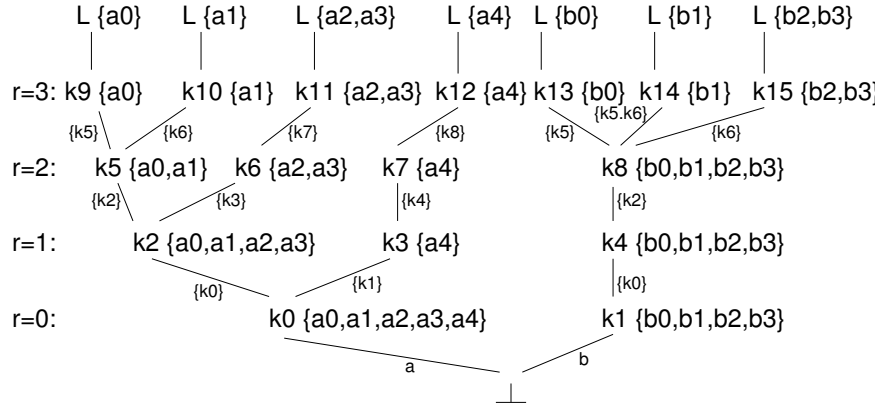 L {a0} L {a1} L {a2,a3} L {a4} L {b0} L {b1} L {b2,b3}
r=3: k9 {a0} k10 {a1} k11 {a2,a3} k12 {a4} k13 {b0} k14 {b1} k15 {b2,b3}
{k5} {k6} {k7} {k8} {k5} {k5.k6} {k6}
r=2: k5 {a0,a1} k6 {a2,a3} k7 {a4} k8 {b0,b1,b2,b3}
{k2} {k3} {k4} {k2}
r=1: k2 {a0,a1,a2,a3} k3 {a4} k4 {b0,b1,b2,b3}
{k0} {k1} {k0}
r=0: k0 {a0,a1,a2,a3,a4} k1 {b0,b1,b2,b3}
a b